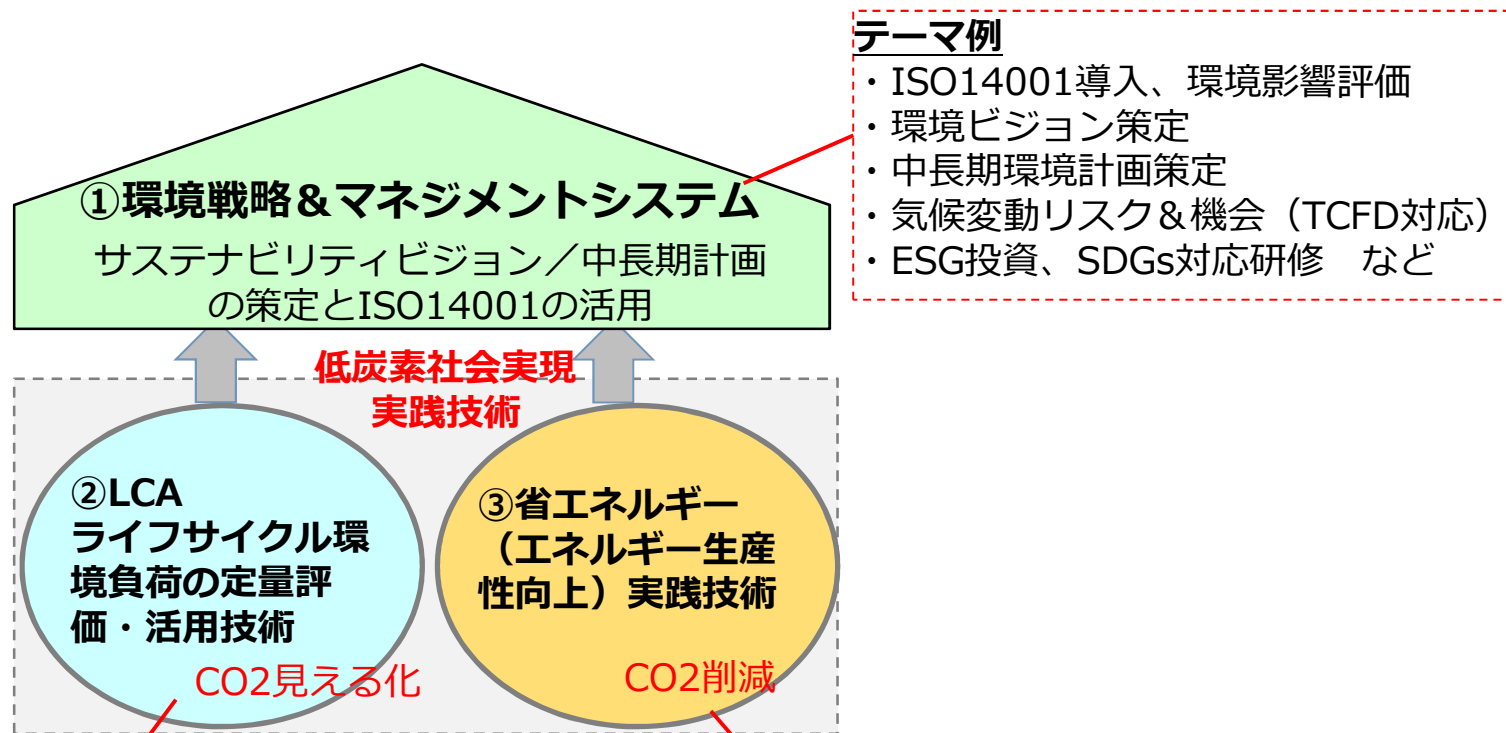 テーマ例
・ISO14001導入、環境影響評価
・環境ビジョン策定
・中長期環境計画策定
・気候変動リスク&機会（TCFD対応）
・ESG投資、SDGs対応研修　など
①環境戦略＆マネジメントシステム
サステナビリティビジョン／中長期計画
の策定とISO14001の活用
低炭素社会実現
実践技術
②LCA
ライフサイクル環
境負荷の定量評
価・活用技術
CO2見える化
③省エネルギー
（エネルギー生産
性向上）実践技術
CO2削減